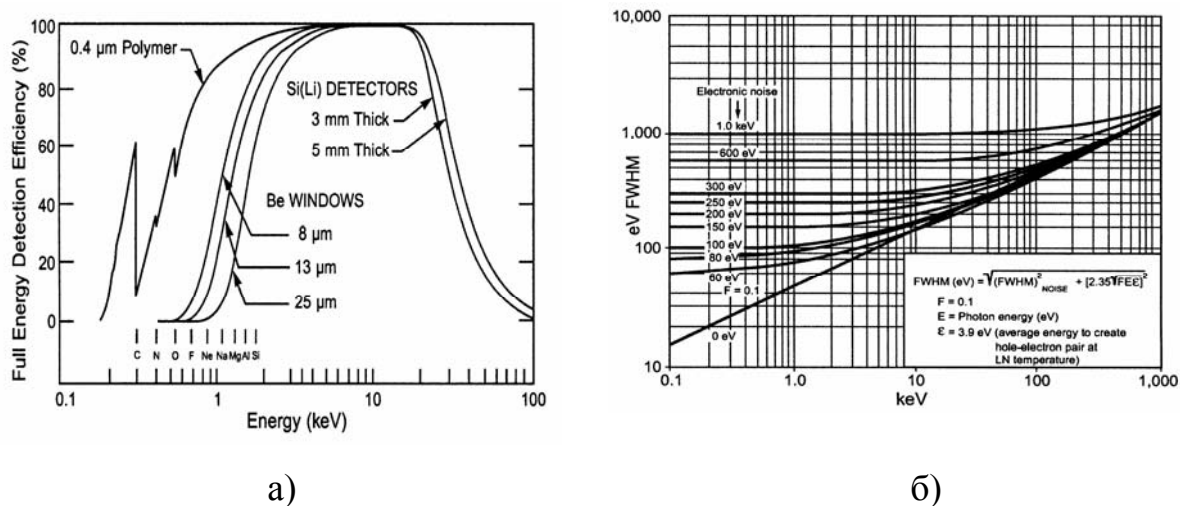 Full Energy Detection Efficiency (%)
100
80
60
40
20
0
0.4 μm Polymer
Si(Li) DETECTORS
3 mm Thick
5 mm Thick
Be WINDOWS
8 μm
13 μm
25 μm
C N O F Ne Na Mg Al Si
0.1 1 10 100
Energy (keV)
а)
eV FWHM
10,000
1.000
100
10
Electronic noise
1.0 keV
600 eV
300 eV
250 eV
200 eV
150 eV
100 eV
80 eV
60 eV
F = 0.1
0 eV
FWHM (eV) = √(FWHM)²NOISE + [2.35√FEε]²
F = 0.1
E = Photon energy (eV)
Ɛ = 3.9 eV (average energy to create
hole-electron pair at
LN temperature)
0.1 1.0 10 100 1,000
keV
б)